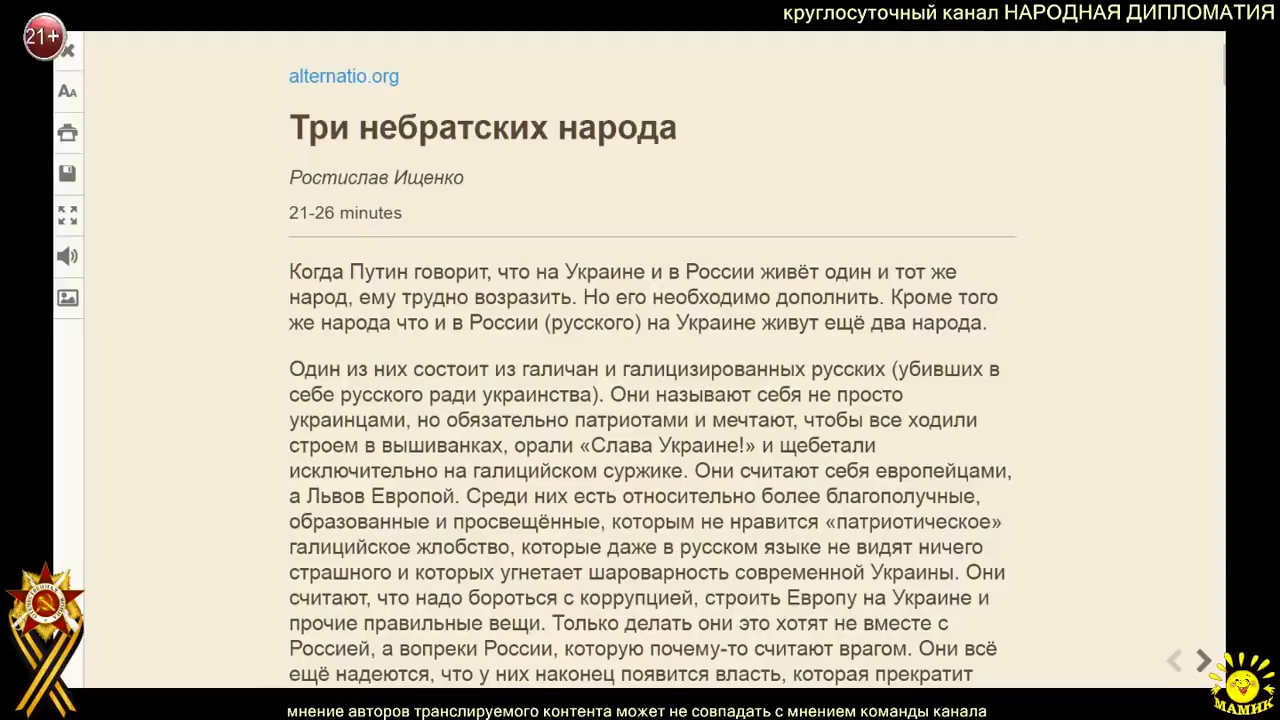 круглосуточный канал НАРОДНАЯ ДИПЛОМАТИЯ
21+
AA
alternatio.org
Три небратских народа
Ростислав Ищенко
21-26 minutes
Когда Путин говорит, что на Украине и в России живёт один и тот же
народ, ему трудно возразить. Но его необходимо дополнить. Кроме того
же народа что и в России (русского) на Украине живут ещё два народа.
Один из них состоит из галичан и галицизированных русских (убивших в
себе русского ради украинства). Они называют себя не просто
украинцами, но обязательно патриотами и мечтают, чтобы все ходили
строем в вышиванках, орали «Слава Украине!» и щебетали
исключительно на галицийском суржике. Они считают себя европейцами,
а Львов Европой. Среди них есть относительно более благополучные,
образованные и просвещённые, которым не нравится «патриотическое»
галицийское жлобство, которые даже в русском языке не видят ничего
страшного и которых угнетает шароварность современной Украины. Они
считают, что надо бороться с коррупцией, строить Европу на Украине и
прочие правильные вещи. Только делать они это хотят не вместе с
Россией, а вопреки России, которую почему-то считают врагом. Они всё
ещё надеются, что у них наконец появится власть, которая прекратит
МАМНК
мнение авторов транслируемого контента может не совпадать с мнением команды канала